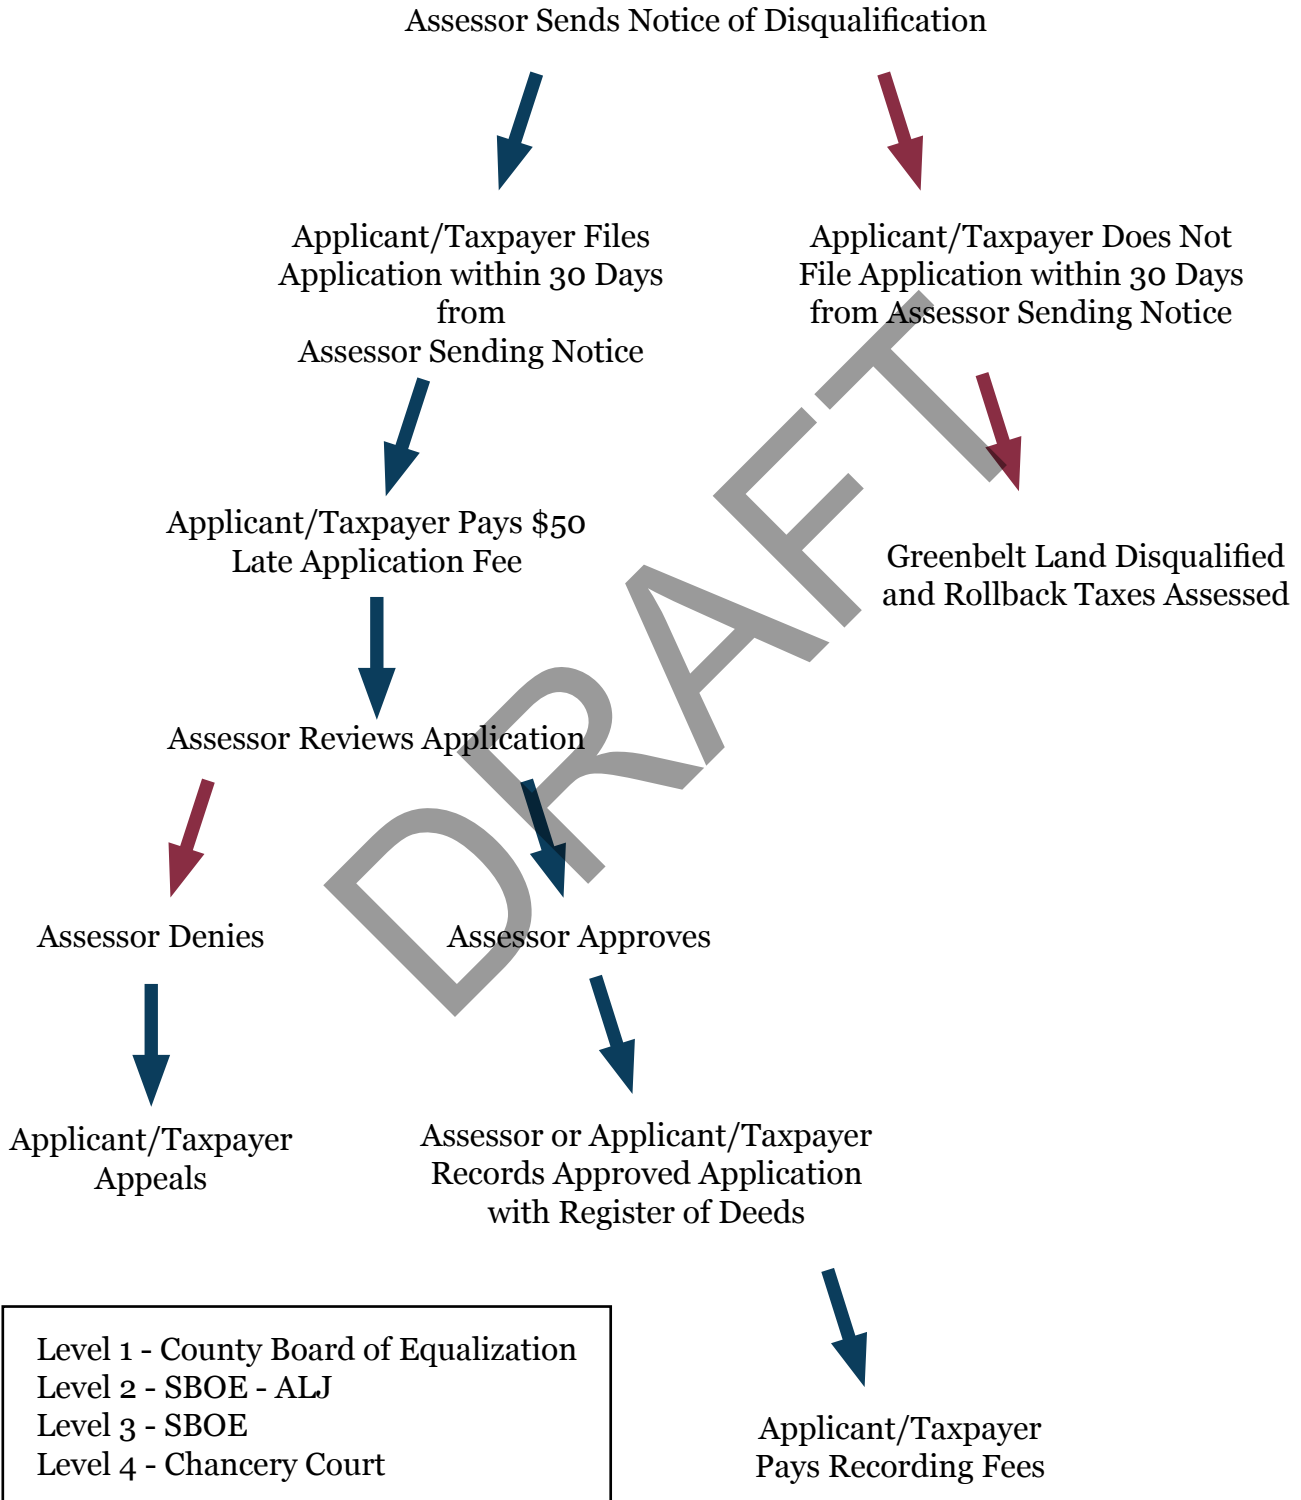 Assessor Sends Notice of Disqualification
Applicant/Taxpayer Files
Application within 30 Days
from
Assessor Sending Notice
Applicant/Taxpayer Does Not
File Application within 30 Days
from Assessor Sending Notice
Applicant/Taxpayer Pays $50
Late Application Fee
Greenbelt Land Disqualified
and Rollback Taxes Assessed
Assessor Reviews Application
Assessor Denies
Assessor Approves
Applicant/Taxpayer
Appeals
Assessor or Applicant/Taxpayer
Records Approved Application
with Register of Deeds
Level 1 - County Board of Equalization
Level 2 - SBOE - ALJ
Level 3 - SBOE
Level 4 - Chancery Court
Applicant/Taxpayer
Pays Recording Fees
DRAFT